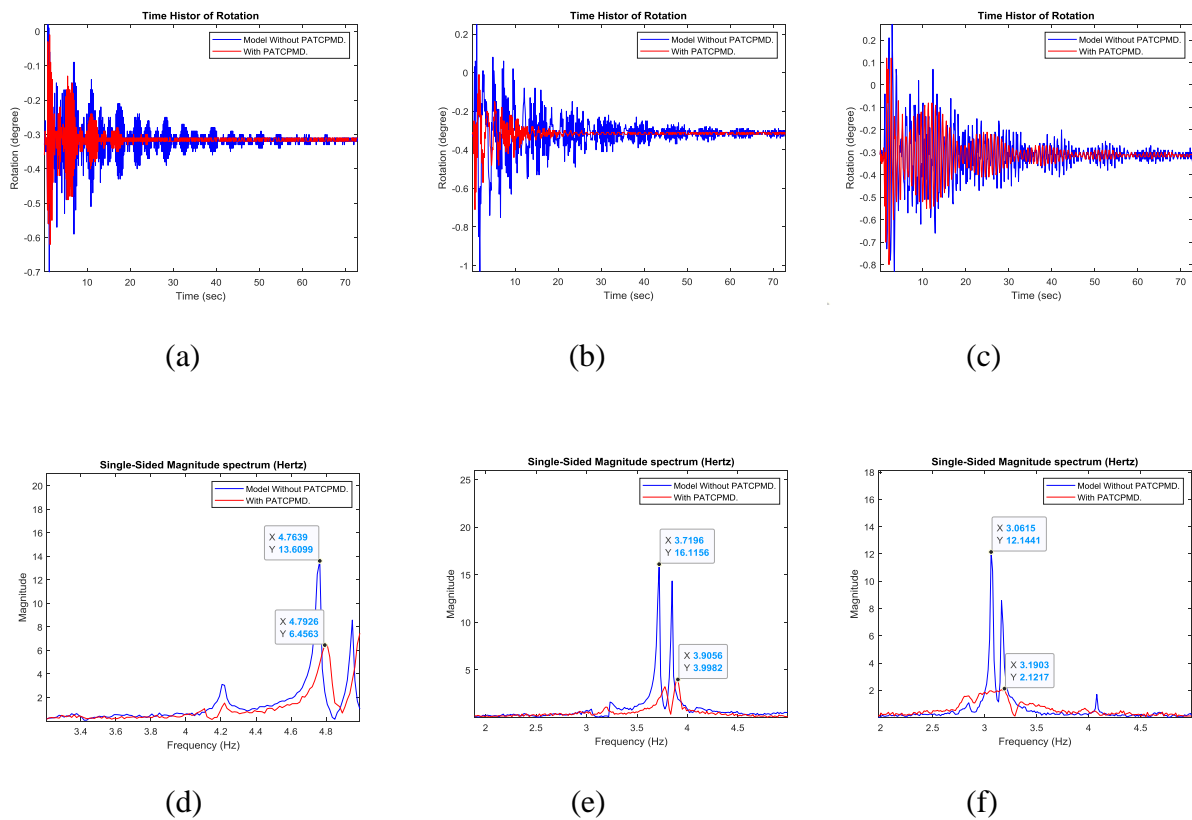 Time Histor of Rotation
Model Without PATCPMD.
With PATCPMD.
0
-0.1
-0.2
-0.3
-0.4
-0.5
-0.6
-0.7
Rotation (degree)
10 20 30 40 50 60 70
Time (sec)
(a)
Time Histor of Rotation
Model Without PATCPMD.
With PATCPMD.
0.2
0
-0.2
-0.4
-0.6
-0.8
-1
Rotation (degree)
10 20 30 40 50 60 70
Time (sec)
(b)
Time Histor of Rotation
Model Without PATCPMD.
With PATCPMD.
0.2
0.1
0
-0.1
-0.2
-0.3
-0.4
-0.5
-0.6
-0.7
-0.8
Rotation (degree)
10 20 30 40 50 60 70
Time (sec)
(c)
Single-Sided Magnitude spectrum (Hertz)
Model Without PATCPMD.
With PATCPMD.
20
18
16
14
12
10
8
6
4
2
Magnitude
X 4.7639
Y 13.6099
X 4.7926
Y 6.4563
3.4 3.6 3.8 4 4.2 4.4 4.6 4.8
Frequency (Hz)
(d)
Single-Sided Magnitude spectrum (Hertz)
Model Without PATCPMD.
With PATCPMD.
25
20
15
10
5
Magnitude
X 3.7196
Y 16.1156
X 3.9056
Y 3.9982
2 2.5 3 3.5 4 4.5
Frequency (Hz)
(e)
Single-Sided Magnitude spectrum (Hertz)
Model Without PATCPMD.
With PATCPMD.
18
16
14
12
10
8
6
4
2
Magnitude
X 3.0615
Y 12.1441
X 3.1903
Y 2.1217
2 2.5 3 3.5 4 4.5
Frequency (Hz)
(f)